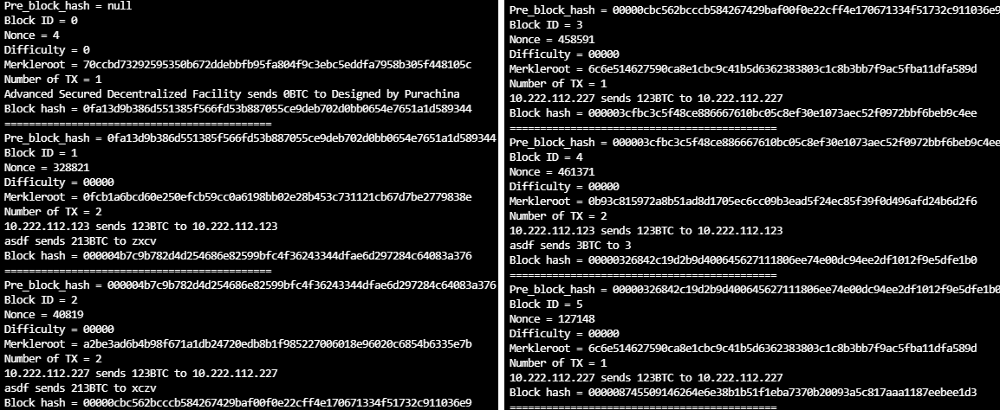 Pre_block_hash = null
Block ID = 0
Nonce = 4
Difficulty = 0
Merkleroot = 70ccbd73292595350b672ddebbfb95fa804f9c3ebc5eddfa7958b305f448105c
Number of TX = 1
Advanced Secured Decentralized Facility sends 0BTC to Designed by Purachina
Block hash = 0fa13d9b386d551385f566fd53b887055ce9deb702d0bb0654e7651a1d589344
============================================
Pre_block_hash = 0fa13d9b386d551385f566fd53b887055ce9deb702d0bb0654e7651a1d589344
Block ID = 1
Nonce = 328821
Difficulty = 00000
Merkleroot = 0fcb1a6bcd60e250efcb59cc0a6198bb02e28b453c731121cb67d7be2779838e
Number of TX = 2
10.222.112.123 sends 123BTC to 10.222.112.123
asdf sends 213BTC to zxcv
Block hash = 000004b7c9b782d4d254686e82599bfc4f36243344dfae6d297284c64083a376
============================================
Pre_block_hash = 000004b7c9b782d4d254686e82599bfc4f36243344dfae6d297284c64083a376
Block ID = 2
Nonce = 40819
Difficulty = 00000
Merkleroot = a2be3ad6b4b98f671a1db24720edb8b1f985227006018e96020c6854b6335e7b
Number of TX = 2
10.222.112.227 sends 123BTC to 10.222.112.227
asdf sends 213BTC to xczv
Block hash = 00000cbc562bcccb584267429baf00f0e22cff4e170671334f51732c911036e9
Pre_block_hash = 00000cbc562bcccb584267429baf00f0e22cff4e170671334f51732c911036e9
Block ID = 3
Nonce = 458591
Difficulty = 00000
Merkleroot = 6c6e514627590ca8e1cbc9c41b5d6362383803c1c8b3bb7f9ac5fba11dfa589d
Number of TX = 1
10.222.112.227 sends 123BTC to 10.222.112.227
Block hash = 000003cfbc3c5f48ce886667610bc05c8ef30e1073aec52f0972bbf6beb9c4ee
============================================
Pre_block_hash = 000003cfbc3c5f48ce886667610bc05c8ef30e1073aec52f0972bbf6beb9c4ee
Block ID = 4
Nonce = 461371
Difficulty = 00000
Merkleroot = 0b93c815972a8b51ad8d1705ec6cc09b3ead5f24ec85f39f0d496afd24b6d2f6
Number of TX = 2
10.222.112.123 sends 123BTC to 10.222.112.123
asdf sends 3BTC to 3
Block hash = 00000326842c19d2b9d400645627111806ee74e00dc94ee2df1012f9e5dfe1b0
============================================
Pre_block_hash = 00000326842c19d2b9d400645627111806ee74e00dc94ee2df1012f9e5dfe1b0
Block ID = 5
Nonce = 127148
Difficulty = 00000
Merkleroot = 6c6e514627590ca8e1cbc9c41b5d6362383803c1c8b3bb7f9ac5fba11dfa589d
Number of TX = 1
10.222.112.227 sends 123BTC to 10.222.112.227
Block hash = 000008745509146264e6e38b1b51f1eba7370b20093a5c817aaa1187eebee1d3
============================================